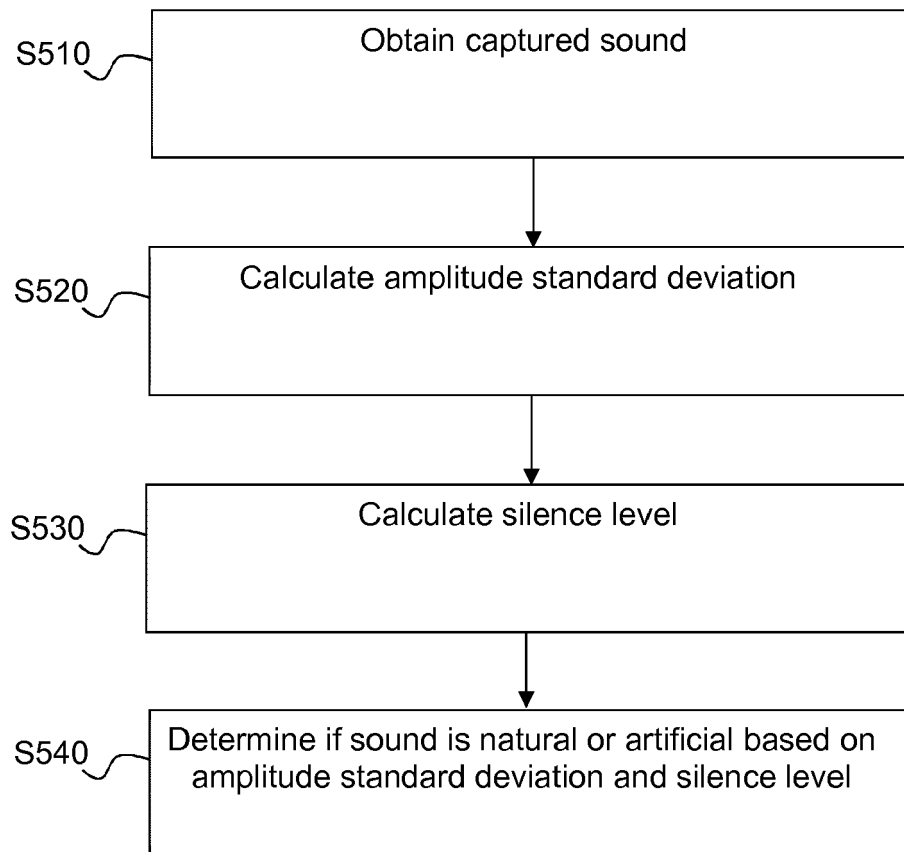 S510
Obtain captured sound
S520
Calculate amplitude standard deviation
S530
Calculate silence level
S540
Determine if sound is natural or artificial based on
amplitude standard deviation and silence level